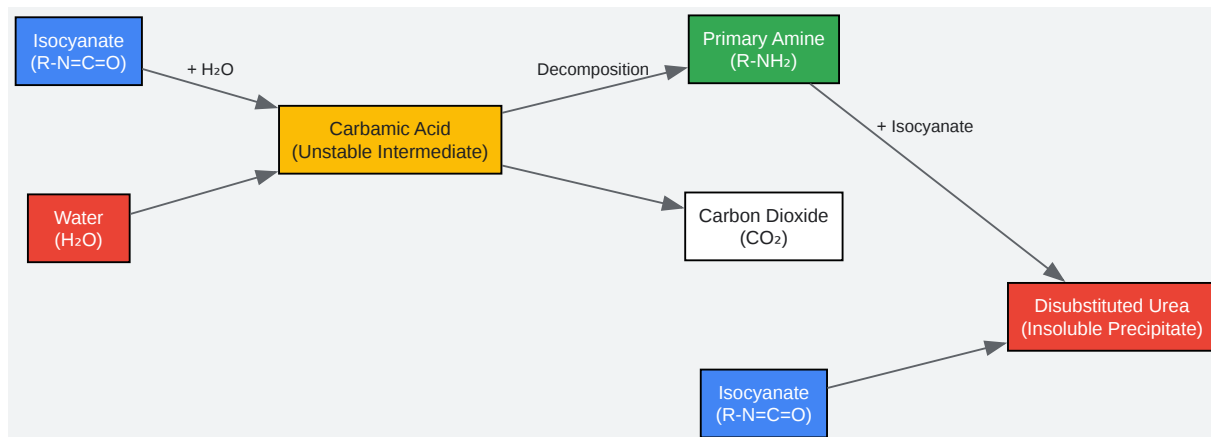 Isocyanate
(R-N=C=O)
+ H₂O
Water
(H₂O)
Carbamic Acid
(Unstable Intermediate)
Decomposition
Primary Amine
(R-NH₂)
Carbon Dioxide
(CO₂)
+ Isocyanate
Isocyanate
(R-N=C=O)
Disubstituted Urea
(Insoluble Precipitate)